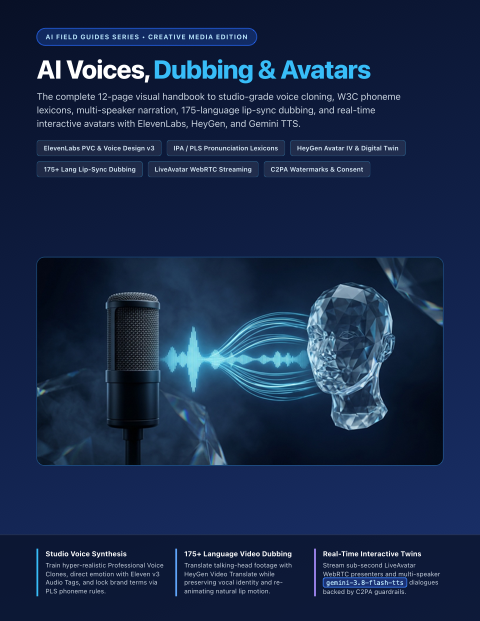 AI FIELD GUIDES SERIES • CREATIVE MEDIA EDITION
AI Voices, Dubbing & Avatars
The complete 12-page visual handbook to studio-grade voice cloning, W3C phoneme
lexicons, multi-speaker narration, 175-language lip-sync dubbing, and real-time
interactive avatars with ElevenLabs, HeyGen, and Gemini TTS.
ElevenLabs PVC & Voice Design v3
IPA / PLS Pronunciation Lexicons
HeyGen Avatar IV & Digital Twin
175+ Lang Lip-Sync Dubbing
LiveAvatar WebRTC Streaming
C2PA Watermarks & Consent
Studio Voice Synthesis
Train hyper-realistic Professional Voice
Clones, direct emotion with Eleven v3
Audio Tags, and lock brand terms via
PLS phoneme rules.
175+ Language Video Dubbing
Translate talking-head footage with
HeyGen Video Translate while
preserving vocal identity and re-
animating natural lip motion.
Real-Time Interactive Twins
Stream sub-second LiveAvatar
WebRTC presenters and multi-speaker
gemini-3.8-flash-tts dialogues
backed by C2PA guardrails.